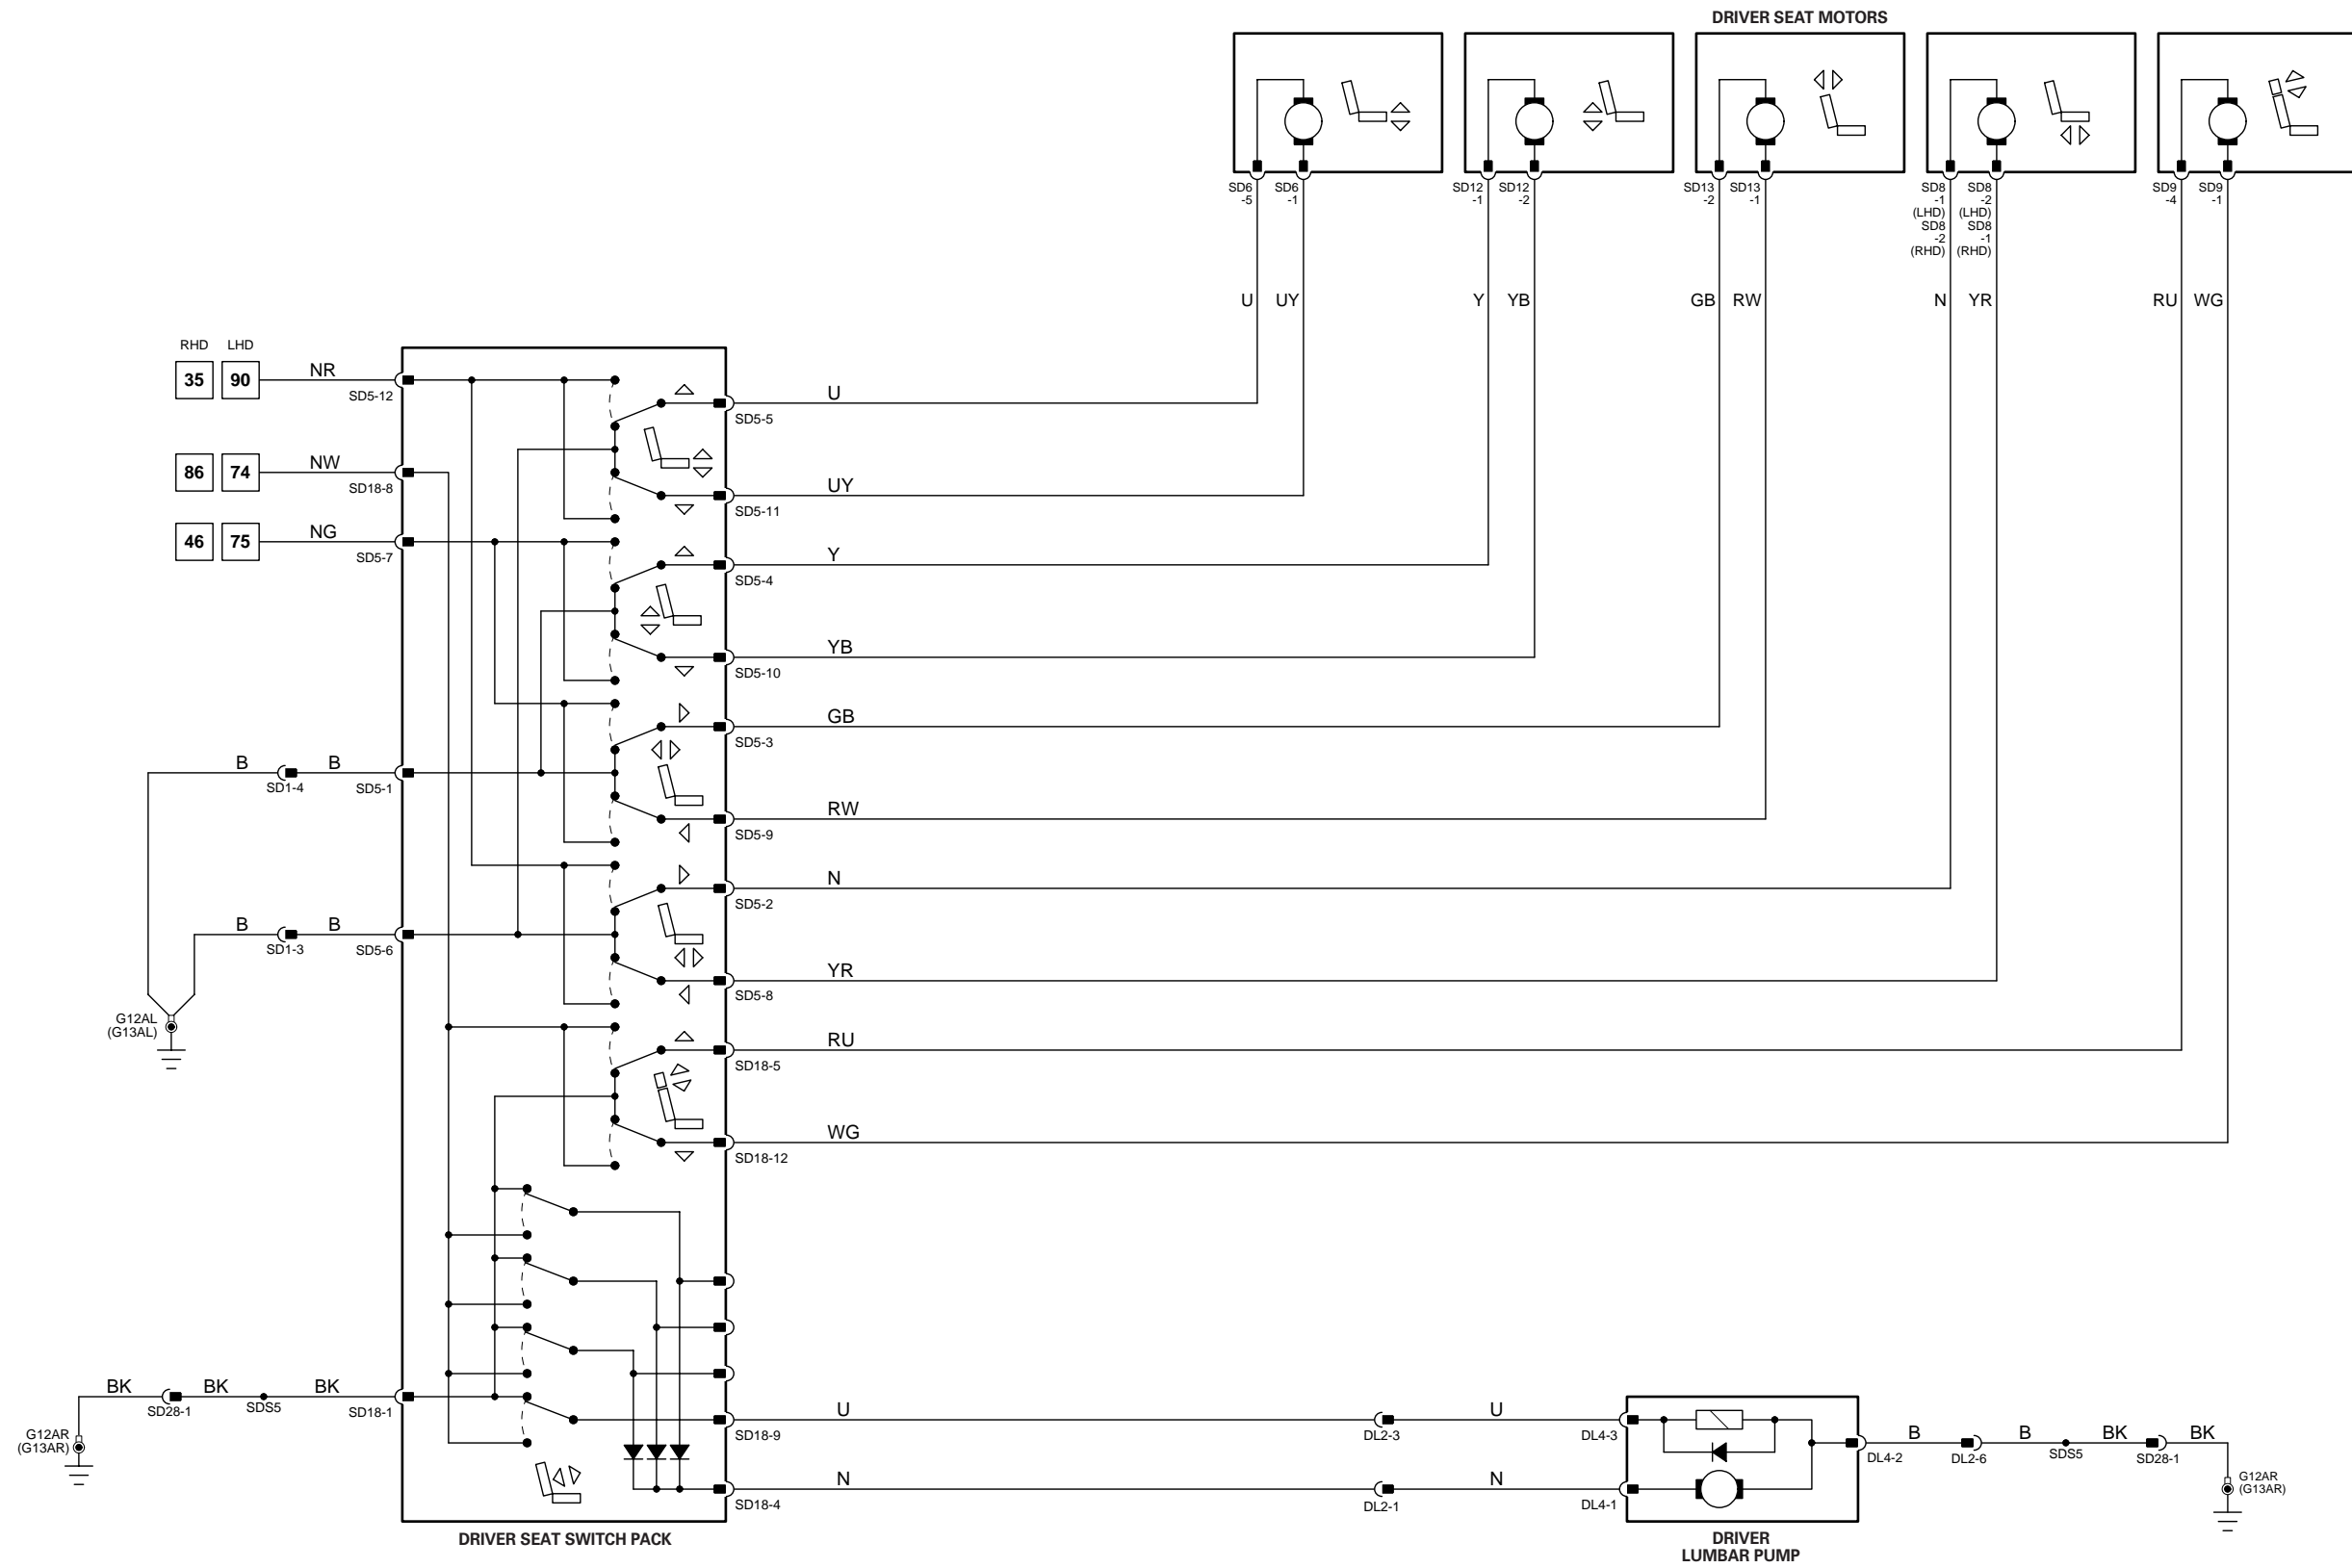 DRIVER SEAT MOTORS
SD6 -5
SD6 -1
SD12 -1
SD12 -2
SD13 -2
SD13 -1
SD8 -1 (LHD) SD8 -2 (RHD)
SD8 -2 (LHD) SD8 -1 (RHD)
SD9 -4
SD9 -1
U UY Y YB GB RW N YR RU WG
RHD LHD
35 90 NR SD5-12
U SD5-5
86 74 NW SD18-8
UY SD5-11
46 75 NG SD5-7
Y SD5-4
YB SD5-10
GB SD5-3
B SD1-4 B SD5-1
RW SD5-9
N SD5-2
B SD1-3 B SD5-6
YR SD5-8
G12AL
(G13AL)
RU SD18-5
WG SD18-12
BK SD28-1 BK SDS5 BK SD18-1
G12AR
(G13AR)
U SD18-9 DL2-3 U DL4-3
DL4-2 B DL2-6 B SDS5 BK SD28-1 BK
N SD18-4 DL2-1 N DL4-1
G12AR
(G13AR)
DRIVER SEAT SWITCH PACK
DRIVER
LUMBAR PUMP